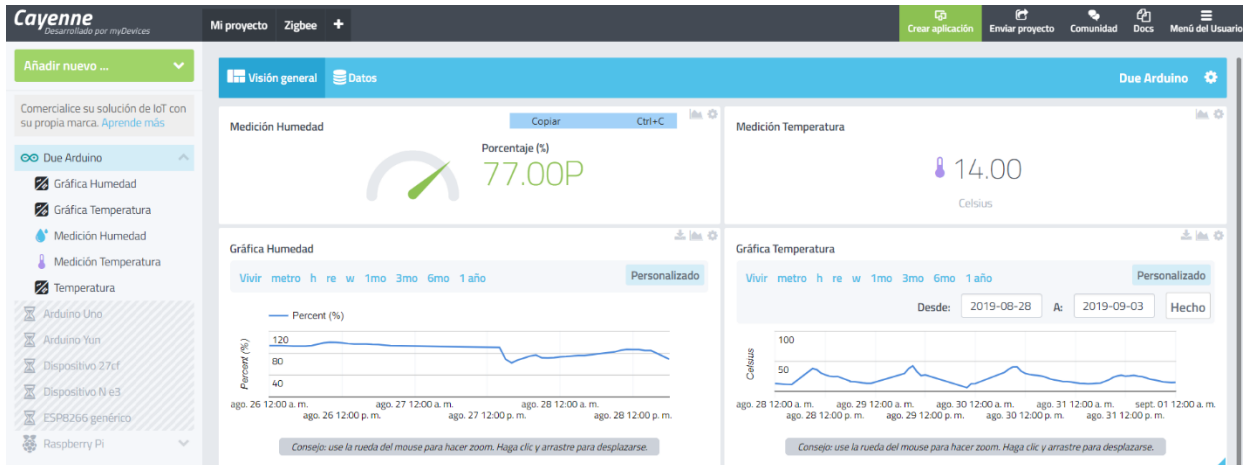 Cayenne
Desarrollado por myDevices
Mi proyecto Zigbee +
Crear aplicación Enviar proyecto Comunidad Docs Menú del Usuario
Añadir nuevo ...
Comercialice su solución de IoT con
su propia marca. Aprende más
Due Arduino
Gráfica Humedad
Gráfica Temperatura
Medición Humedad
Medición Temperatura
Temperatura
Arduino Uno
Arduino Yun
Dispositivo 27cf
Dispositivo N e3
ESP8266 genérico
Raspberry Pi
Visión general Datos Due Arduino
Medición Humedad
Copiar Ctrl+C
Porcentaje (%)
77.00P
Medición Temperatura
14.00
Celsius
Gráfica Humedad
Vivir metro h re w 1mo 3mo 6mo 1 año Personalizado
Percent (%)
120
80
40
Percent (%)
ago. 26 12:00 a. m. ago. 27 12:00 a. m. ago. 28 12:00 a. m.
ago. 26 12:00 p. m. ago. 27 12:00 p. m. ago. 28 12:00 p. m.
Consejo: use la rueda del mouse para hacer zoom. Haga clic y arrastre para desplazarse.
Gráfica Temperatura
Vivir metro h re w 1mo 3mo 6mo 1 año Personalizado
Desde: 2019-08-28 A: 2019-09-03 Hecho
100
50
Celsius
ago. 28 12:00 a. m. ago. 29 12:00 a. m. ago. 30 12:00 a. m. ago. 31 12:00 a. m. sept. 01 12:00 a. m.
ago. 28 12:00 p. m. ago. 29 12:00 p. m. ago. 30 12:00 p. m. ago. 31 12:00 p. m.
Consejo: use la rueda del mouse para hacer zoom. Haga clic y arrastre para desplazarse.